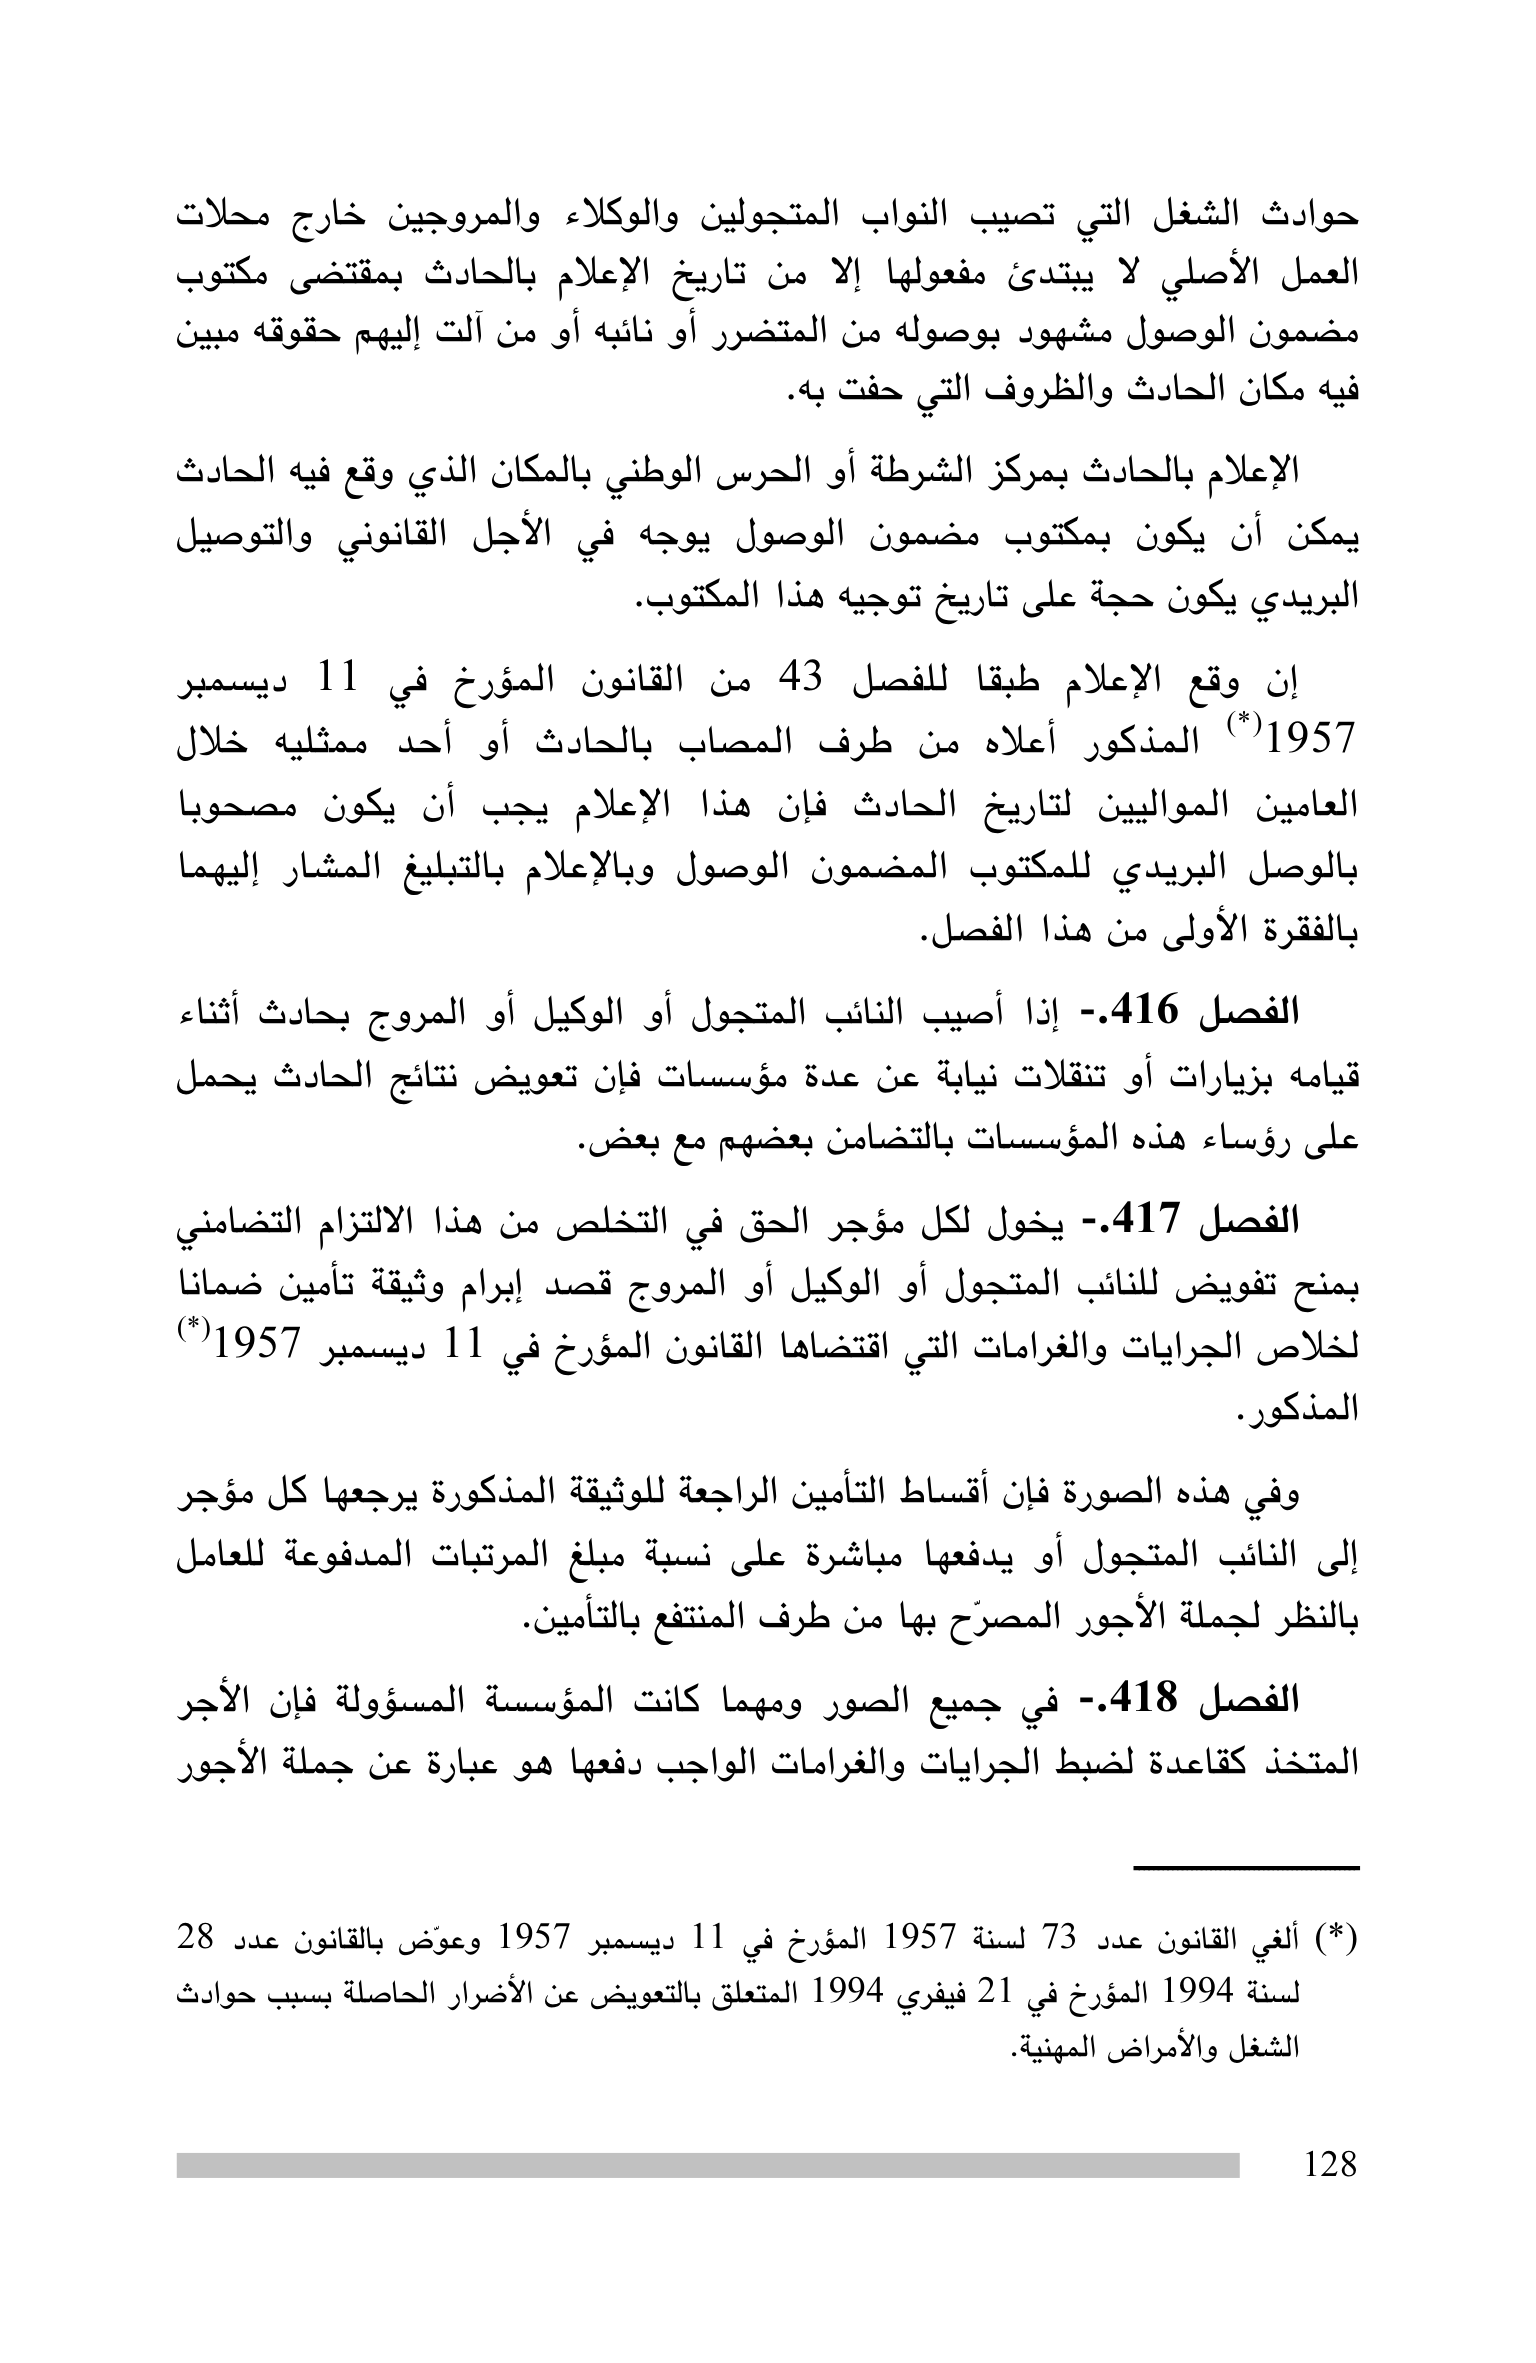 حوادث الشغل التي تصيب النواب المتجولين والوكلاء والمروجين خارج محلات
العمل الأصلي لا يبتدئ مفعولها إلا من تاريخ الإعلام بالحادث بمقتضى مكتوب
مضمون الوصول مشهود بوصوله من المتضرر أو نائبه أو من آلت إليهم حقوقه مبين
فيه مكان الحادث والظروف التي حفت به.
الإعلام بالحادث بمركز الشرطة أو الحرس الوطني بالمكان الذي وقع فيه الحادث
يمكن أن يكون بمكتوب مضمون الوصول يوجه في الأجل القانوني والتوصيل
البريدي يكون حجة على تاريخ توجيه هذا المكتوب.
إن وقع الإعلام طبقا للفصل 43 من القانون المؤرخ في 11 ديسمبر
1957(*) المذكور أعلاه من طرف المصاب بالحادث أو أحد ممثليه خلال
العامين المواليين لتاريخ الحادث فإن هذا الإعلام يجب أن يكون مصحوبا
بالوصل البريدي للمكتوب المضمون الوصول وبالإعلام بالتبليغ المشار إليهما
بالفقرة الأولى من هذا الفصل.
الفصل 416.- إذا أصيب النائب المتجول أو الوكيل أو المروج بحادث أثناء
قيامه بزيارات أو تنقلات نيابة عن عدة مؤسسات فإن تعويض نتائج الحادث يحمل
على رؤساء هذه المؤسسات بالتضامن بعضهم مع بعض.
الفصل 417.- يخول لكل مؤجر الحق في التخلص من هذا الالتزام التضامني
بمنح تفويض للنائب المتجول أو الوكيل أو المروج قصد إبرام وثيقة تأمين ضمانا
لخلاص الجرايات والغرامات التي اقتضاها القانون المؤرخ في 11 ديسمبر 1957(*)
المذكور.
وفي هذه الصورة فإن أقساط التأمين الراجعة للوثيقة المذكورة يرجعها كل مؤجر
إلى النائب المتجول أو يدفعها مباشرة على نسبة مبلغ المرتبات المدفوعة للعامل
بالنظر لجملة الأجور المصرّح بها من طرف المنتفع بالتأمين.
الفصل 418.- في جميع الصور ومهما كانت المؤسسة المسؤولة فإن الأجر
المتخذ كقاعدة لضبط الجرايات والغرامات الواجب دفعها هو عبارة عن جملة الأجور
(*) ألغي القانون عدد 73 لسنة 1957 المؤرخ في 11 ديسمبر 1957 وعوّض بالقانون عدد 28
لسنة 1994 المؤرخ في 21 فيفري 1994 المتعلق بالتعويض عن الأضرار الحاصلة بسبب حوادث
الشغل والأمراض المهنية.
128